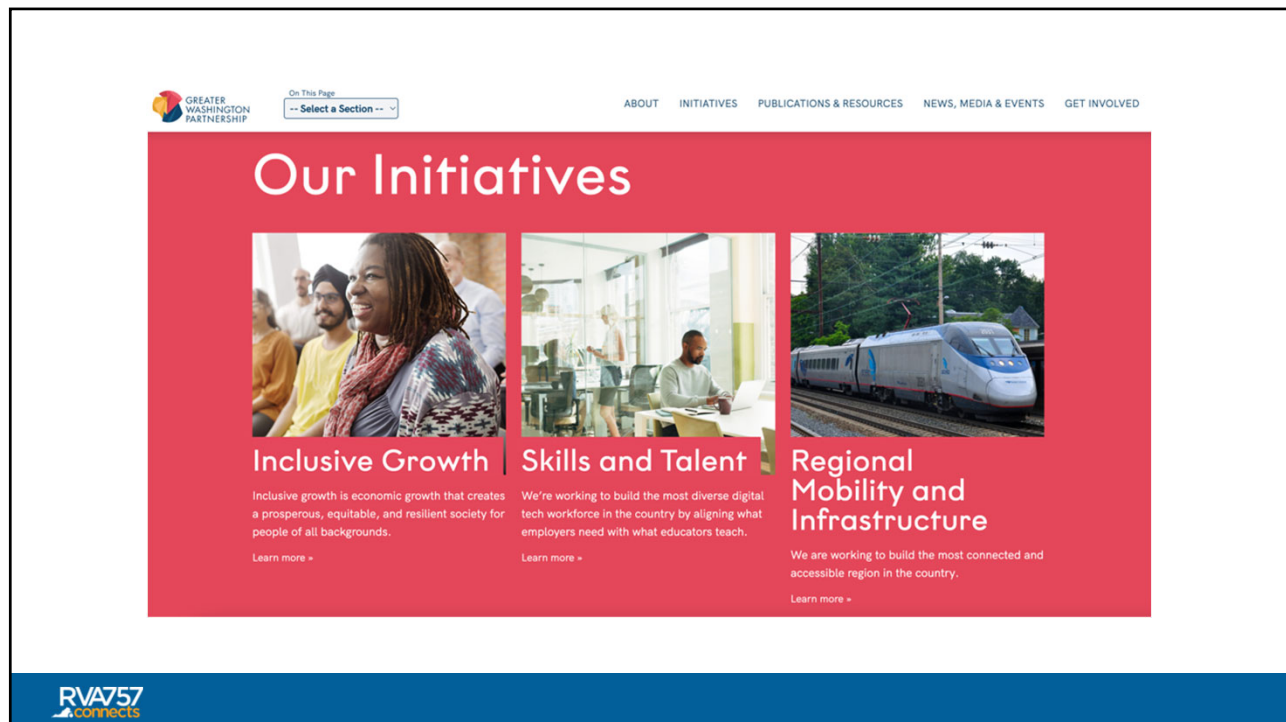 GREATER
WASHINGTON
PARTNERSHIP
On This Page
-- Select a Section --
ABOUT INITIATIVES PUBLICATIONS & RESOURCES NEWS, MEDIA & EVENTS GET INVOLVED
Our Initiatives
Inclusive Growth
Inclusive growth is economic growth that creates
a prosperous, equitable, and resilient society for
people of all backgrounds.
Learn more »
Skills and Talent
We're working to build the most diverse digital
tech workforce in the country by aligning what
employers need with what educators teach.
Learn more »
Regional
Mobility and
Infrastructure
We are working to build the most connected and
accessible region in the country.
Learn more »
RVA757
connects